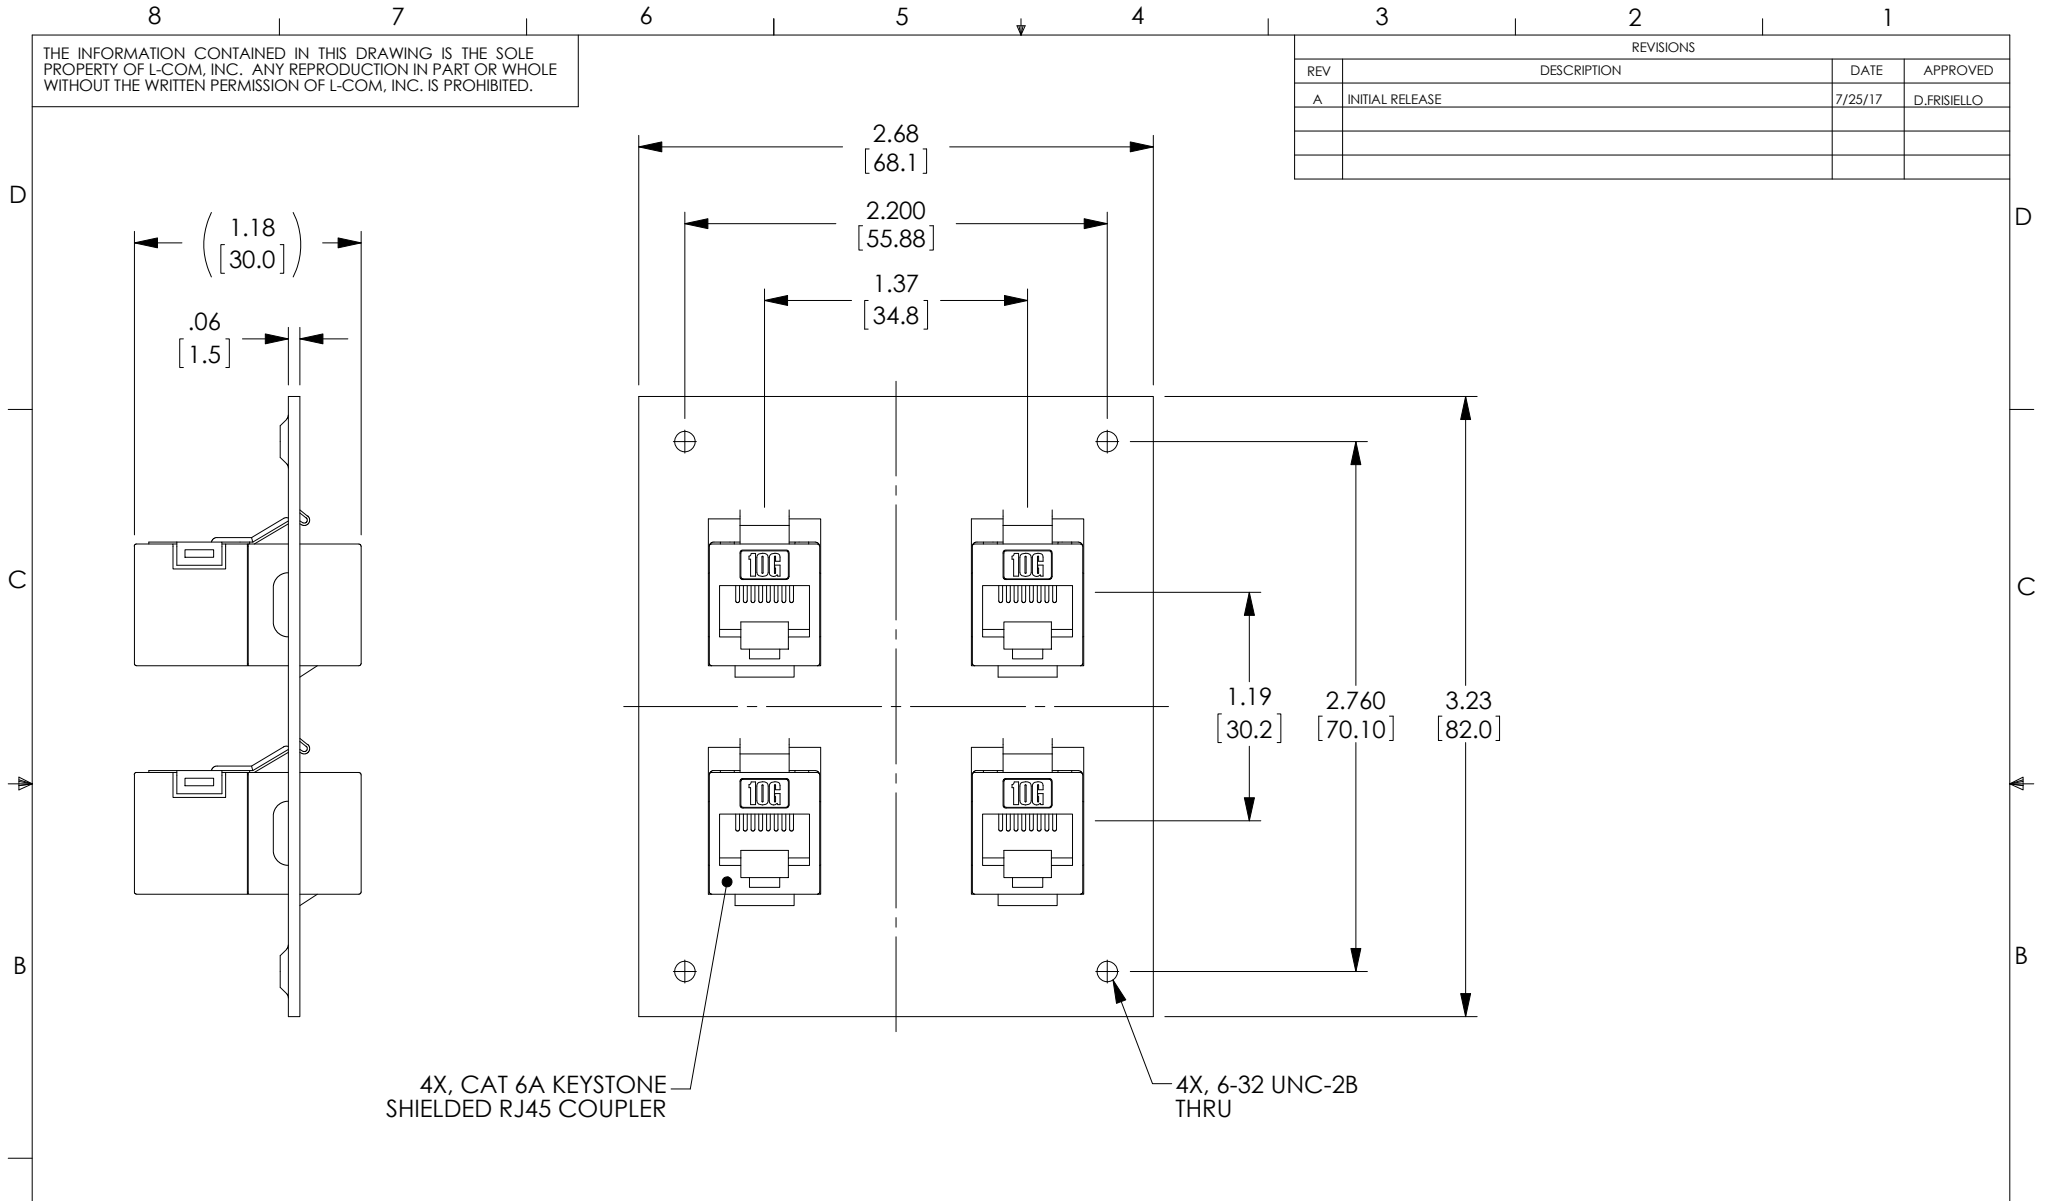 8 7 6 5 4 3 2 1
THE INFORMATION CONTAINED IN THIS DRAWING IS THE SOLE
PROPERTY OF L-COM, INC. ANY REPRODUCTION IN PART OR WHOLE
WITHOUT THE WRITTEN PERMISSION OF L-COM, INC. IS PROHIBITED.
REVISIONS
REV DESCRIPTION DATE APPROVED
A INITIAL RELEASE 7/25/17 D.FRISIELLO
2.68
[68.1]
D
D
2.200
[55.88]
(1.18
[30.0])
1.37
[34.8]
.06
[1.5]
10G
10G
C
C
1.19
[30.2]
2.760
[70.10]
3.23
[82.0]
10G
10G
B
B
4X, CAT 6A KEYSTONE
SHIELDED RJ45 COUPLER
4X, 6-32 UNC-2B
THRU